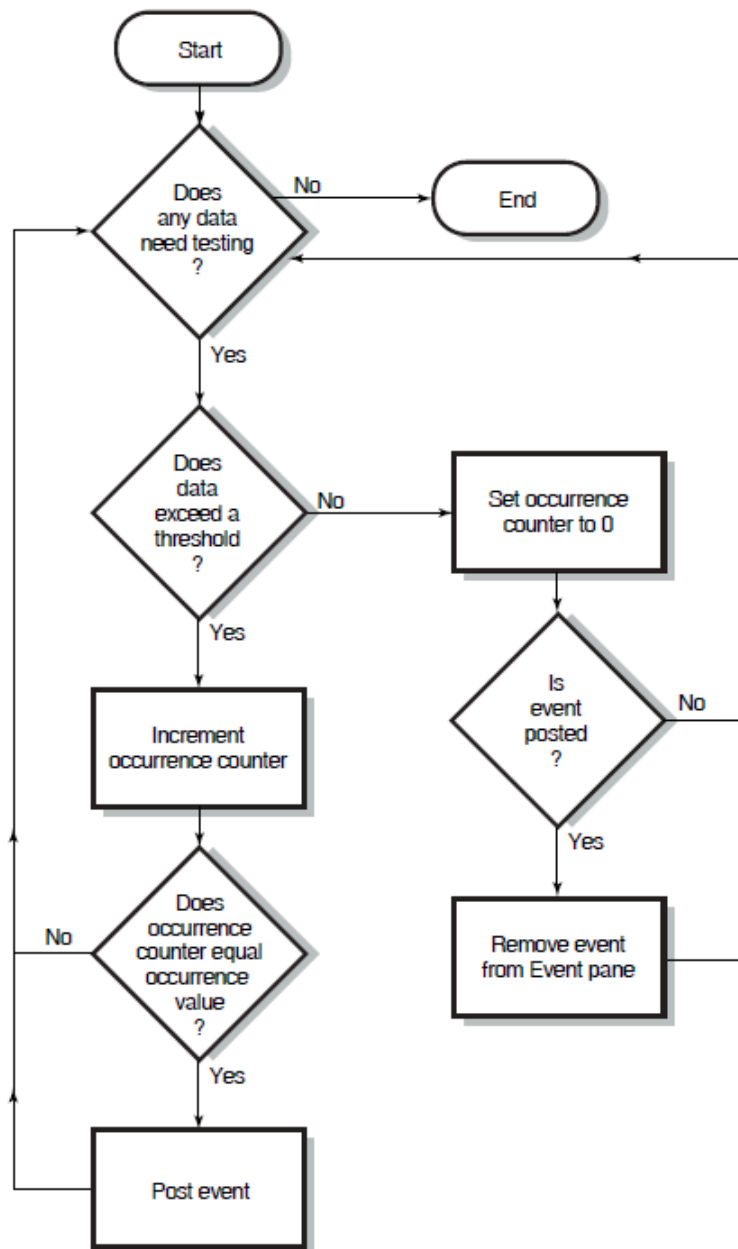 Start
Does
any data
need testing
?
No
End
Yes
Does
data
exceed a
threshold
?
No
Set occurrence
counter to 0
Yes
Increment
occurrence counter
Is
event
posted
?
No
Yes
Does
occurrence
counter equal
occurrence
value
?
No
Remove event
from Event pane
Yes
Post event